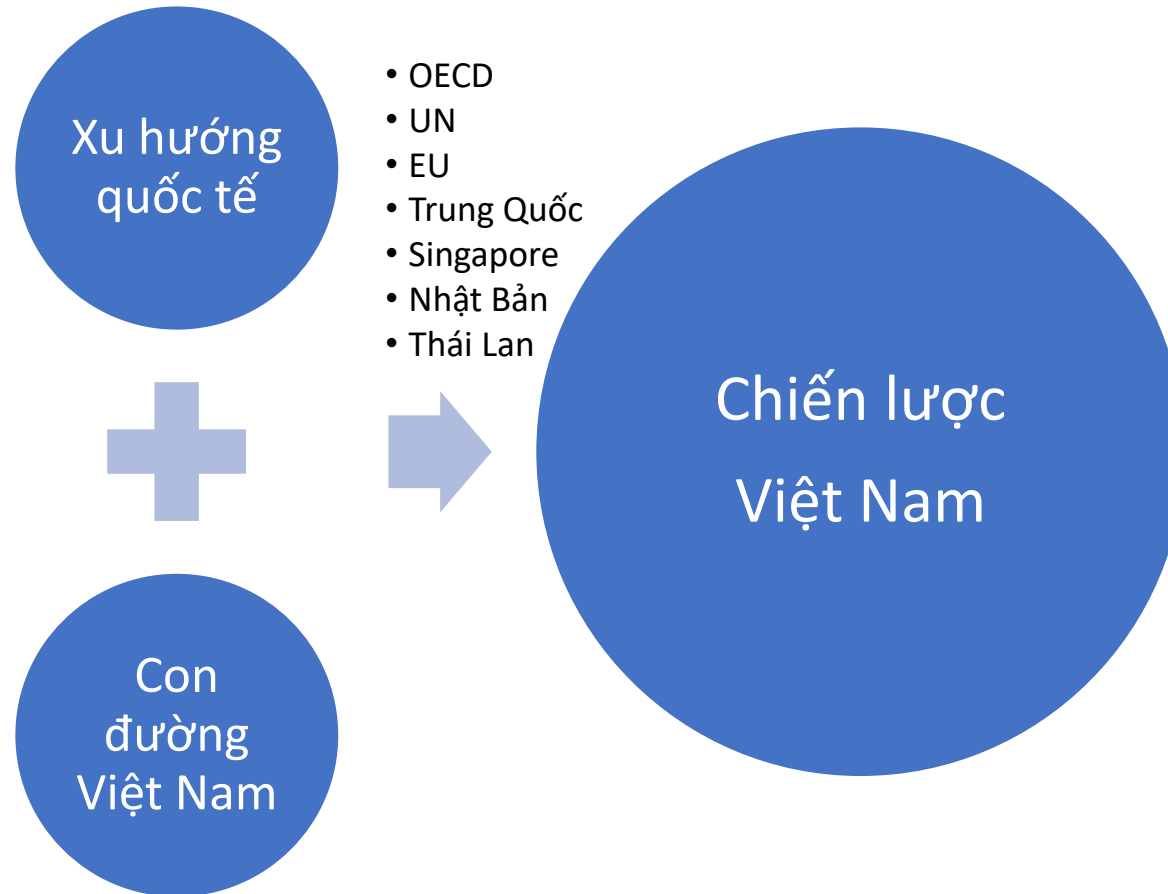 Xu hướng
quốc tế
• OECD
• UN
• EU
• Trung Quốc
• Singapore
• Nhật Bản
• Thái Lan
Chiến lược
Việt Nam
Con
đường
Việt Nam